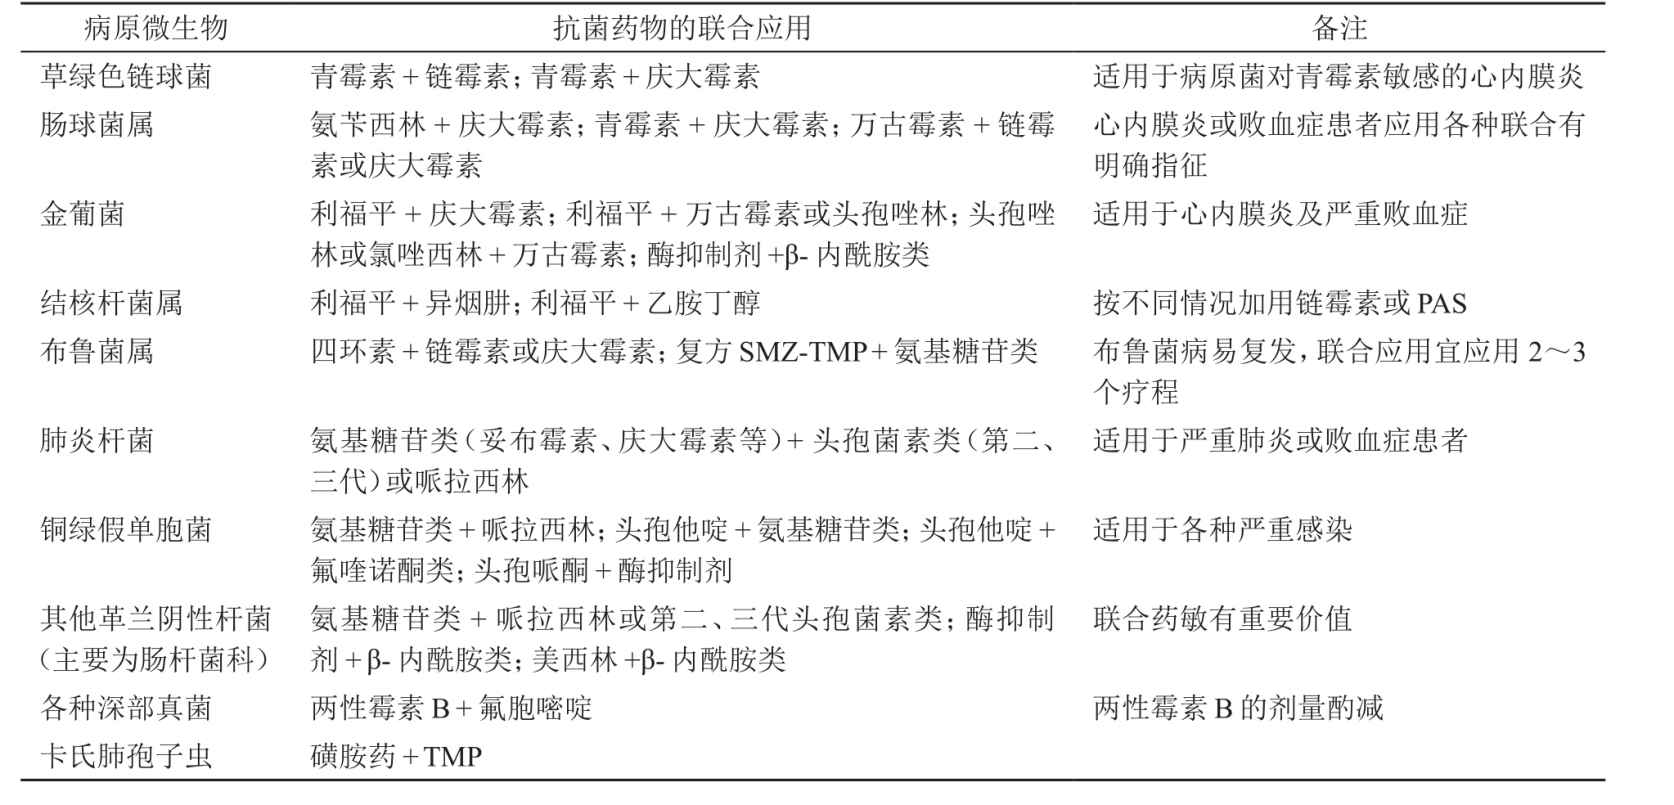 病原微生物 抗菌药物的联合应用 备注
草绿色链球菌 青霉素+链霉素；青霉素+庆大霉素 适用于病原菌对青霉素敏感的心内膜炎
肠球菌属 氨苄西林+庆大霉素；青霉素+庆大霉素；万古霉素+链霉 心内膜炎或败血症患者应用各种联合有
素或庆大霉素 明确指征
金葡菌 利福平+庆大霉素；利福平+万古霉素或头孢唑林；头孢唑 适用于心内膜炎及严重败血症
林或氯唑西林+万古霉素；酶抑制剂+β-内酰胺类
结核杆菌属 利福平+异烟肼；利福平+乙胺丁醇 按不同情况加用链霉素或PAS
布鲁菌属 四环素+链霉素或庆大霉素；复方SMZ-TMP+氨基糖苷类 布鲁菌病易复发，联合应用宜应用2～3
个疗程
肺炎杆菌 氨基糖苷类（妥布霉素、庆大霉素等）+头孢菌素类（第二、 适用于严重肺炎或败血症患者
三代）或哌拉西林
铜绿假单胞菌 氨基糖苷类+哌拉西林；头孢他啶+氨基糖苷类；头孢他啶+ 适用于各种严重感染
氟喹诺酮类；头孢哌酮+酶抑制剂
其他革兰阴性杆菌 氨基糖苷类+哌拉西林或第二、三代头孢菌素类；酶抑制 联合药敏有重要价值
（主要为肠杆菌科） 剂+β-内酰胺类；美西林+β-内酰胺类
各种深部真菌 两性霉素B+氟胞嘧啶 两性霉素B的剂量酌减
卡氏肺孢子虫 磺胺药+TMP